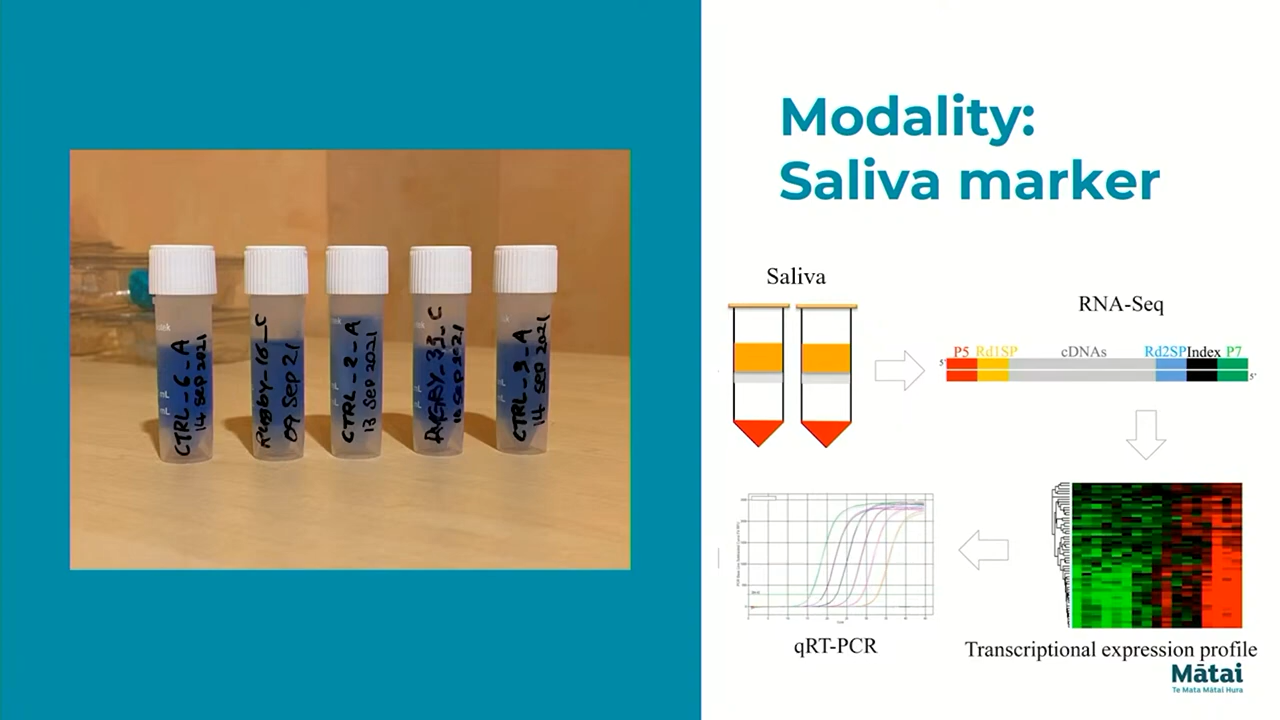 Modality:
Saliva marker
CTRL_6_A
14 Sep 2021
Rugby-16_C
09 Sep 21
CTRL_2_A
13 Sep 2021
RUGBY_33_C
2021
CTRL_3_A
14 Sep 2021
Saliva
RNA-Seq
P5 Rd1SP cDNAs Rd2SP Index P7
5'
5'
qRT-PCR
Transcriptional expression profile
Mātai
Te Mata Mātai Hura